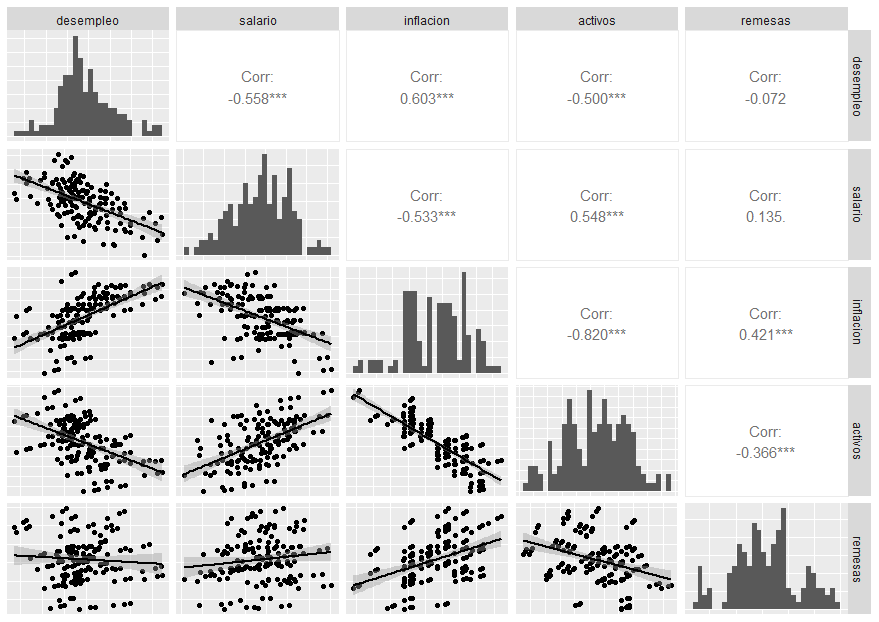 desempleo salario inflacion activos remesas
desempleo
Corr:
-0.558***
Corr:
0.603***
Corr:
-0.500***
Corr:
-0.072
salario
Corr:
-0.533***
Corr:
0.548***
Corr:
0.135.
inflacion
Corr:
-0.820***
Corr:
0.421***
activos
Corr:
-0.366***
remesas